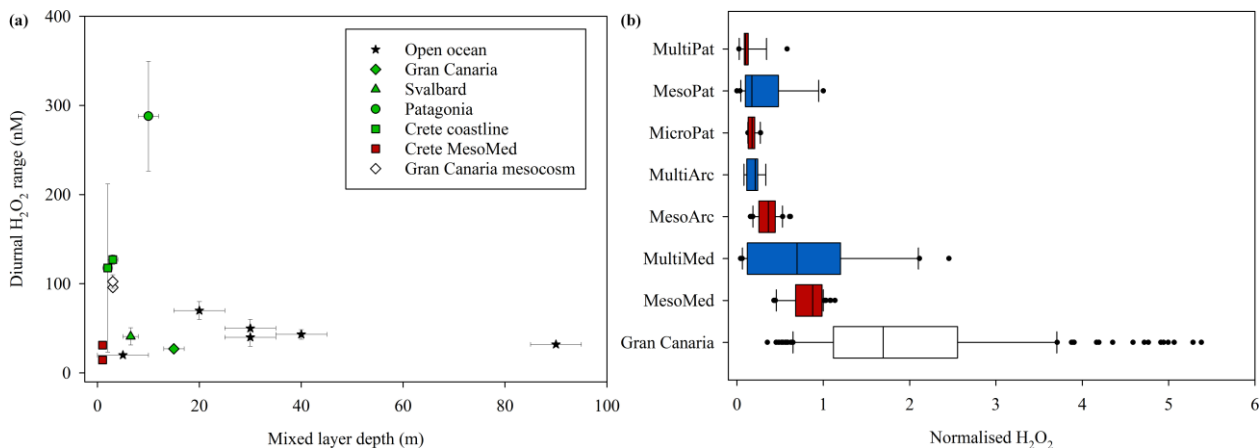 (a)
400
300
200
100
0
Diurnal H₂O₂ range (nM)
Open ocean
Gran Canaria
Svalbard
Patagonia
Crete coastline
Crete MesoMed
Gran Canaria mesocosm
0 20 40 60 80 100
Mixed layer depth (m)
(b)
MultiPat
MesoPat
MicroPat
MultiArc
MesoArc
MultiMed
MesoMed
Gran Canaria
0 1 2 3 4 5 6
Normalised H₂O₂